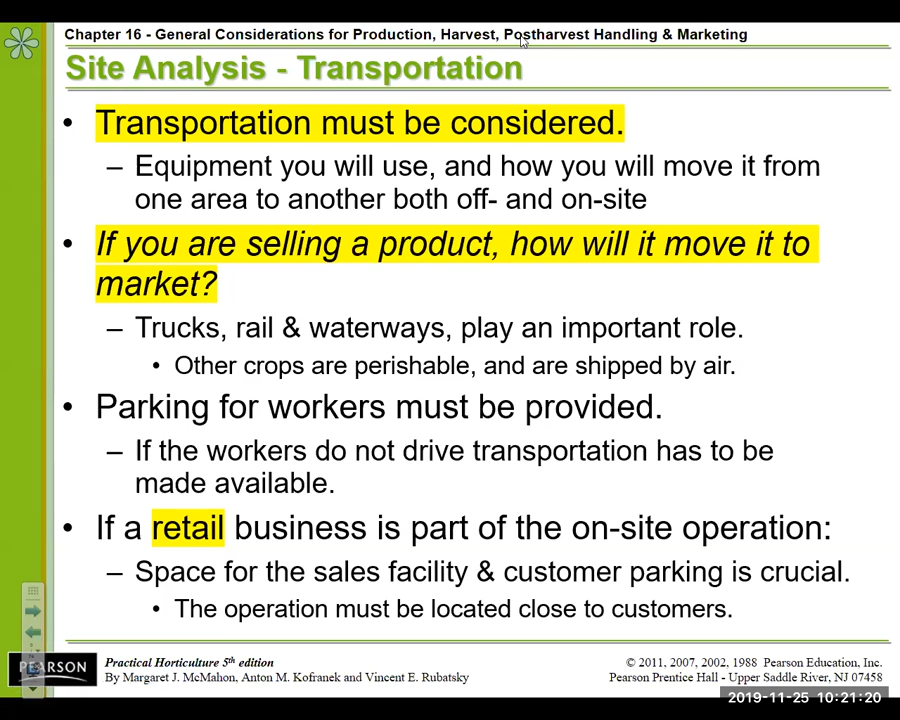 Chapter 16 - General Considerations for Production, Harvest, Postharvest Handling & Marketing
Site Analysis - Transportation
• Transportation must be considered.
– Equipment you will use, and how you will move it from
one area to another both off- and on-site
• If you are selling a product, how will it move it to
market?
– Trucks, rail & waterways, play an important role.
• Other crops are perishable, and are shipped by air.
• Parking for workers must be provided.
– If the workers do not drive transportation has to be
made available.
• If a retail business is part of the on-site operation:
– Space for the sales facility & customer parking is crucial.
• The operation must be located close to customers.
PEARSON
Practical Horticulture 5th edition
By Margaret J. McMahon, Anton M. Kofranek and Vincent E. Rubatsky
© 2011, 2007, 2002, 1988 Pearson Education, Inc.
Pearson Prentice Hall - Upper Saddle River, NJ 07458
2019-11-25 10:21:20